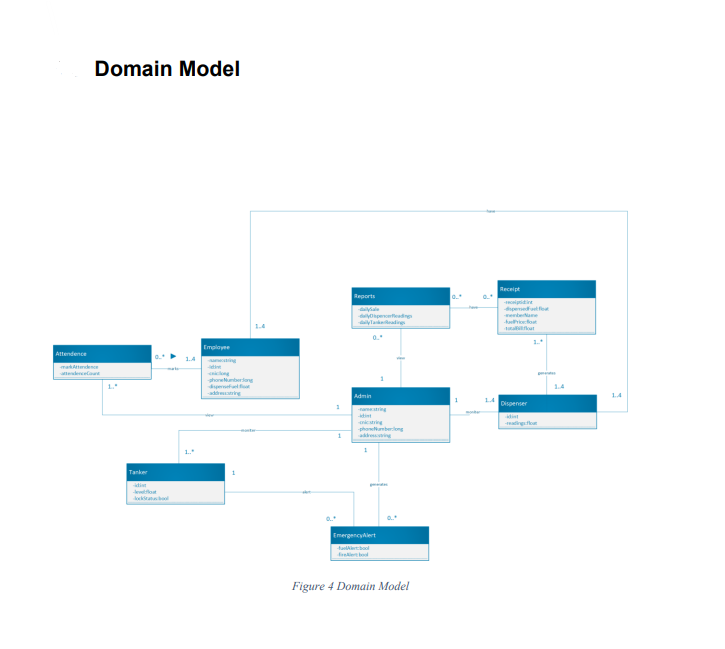 Domain Model
have
Reports
-dailySale
-dailyDispencerReadings
-dailyTankerReadings
0..*
0..*
have
Receipt
-receiptId:int
-dispensedFuel:float
-memberName
-fuelPrice:float
-totalBill:float
1..4
0..*
1..*
Attendence
-markAttendence
-attendenceCount
0..*
1..4
marks
Employee
-name:string
-id:int
-cnic:long
-phoneNumber:long
-dispenseFuel:float
-address:string
view
generates
1..*
1
1..4
1..4
view
1
Admin
-name:string
-id:int
-cnic:string
-phoneNumber:long
-address:string
1
1..4
monitor
Dispenser
-id:int
-readings:float
monitor
1
1..*
1
Tanker
-id:int
-level:float
-lockStatus:bool
1
generates
alert
0..*
0..*
EmergencyAlert
-fuelAlert:bool
-fireAlert:bool
Figure 4 Domain Model